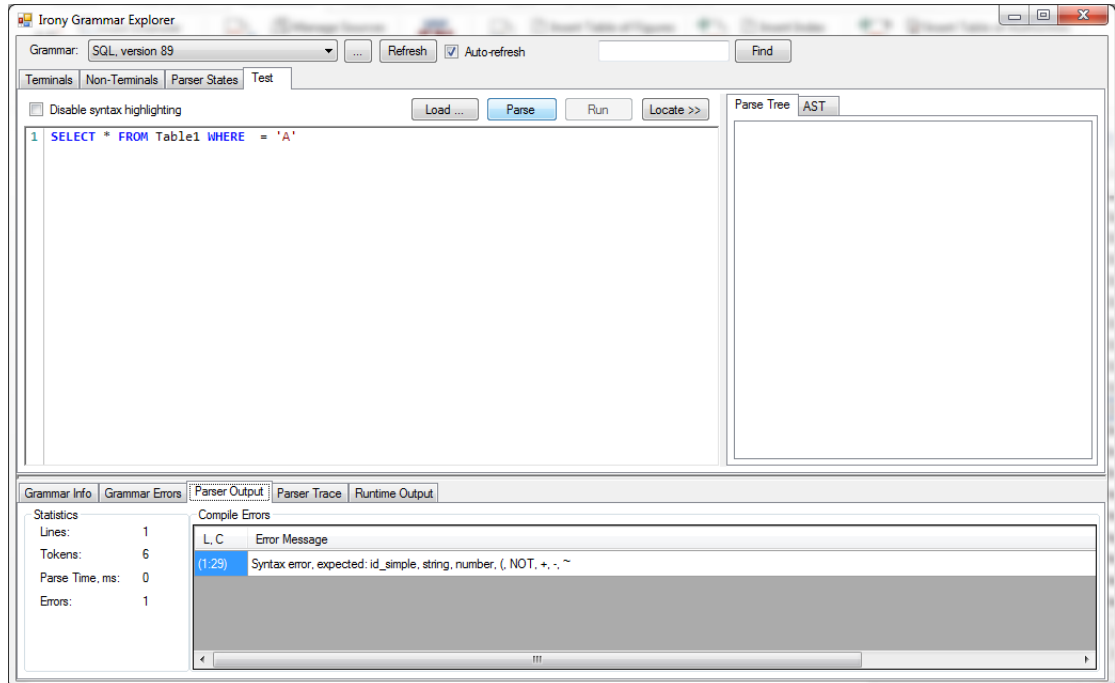 Irony Grammar Explorer
Grammar: SQL, version 89 ... Refresh Auto-refresh Find
Terminals Non-Terminals Parser States Test
Disable syntax highlighting Load ... Parse Run Locate >> Parse Tree AST
1 SELECT * FROM Table1 WHERE  = 'A'
Grammar Info Grammar Errors Parser Output Parser Trace Runtime Output
Statistics Compile Errors
Lines: 1 L, C Error Message
Tokens: 6 (1:29) Syntax error, expected: id_simple, string, number, (, NOT, +, -, ~
Parse Time, ms: 0
Errors: 1